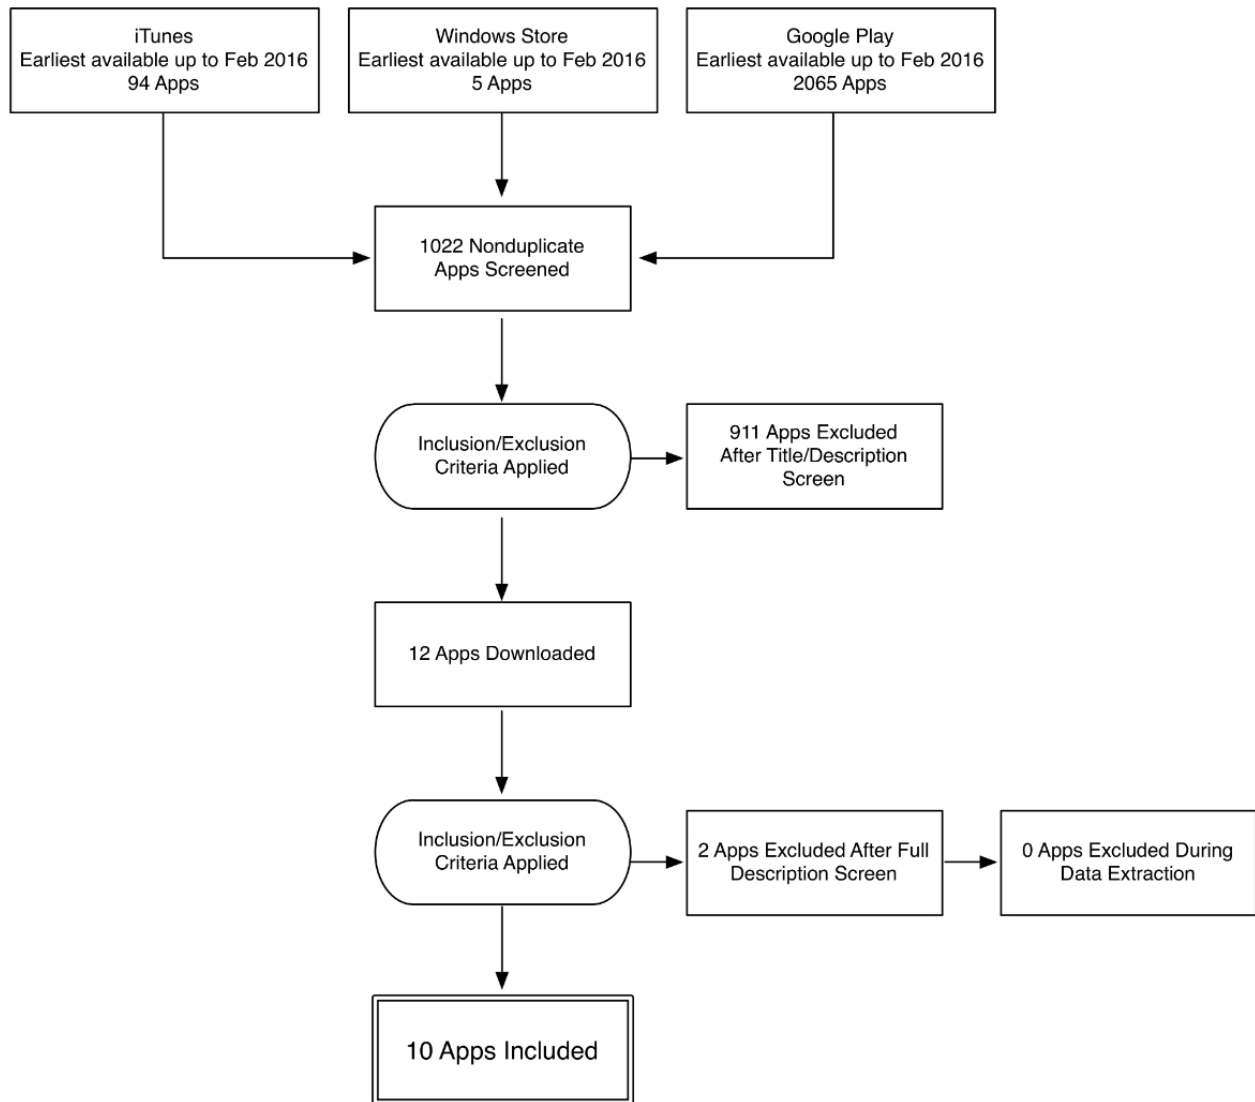 iTunes
Earliest available up to Feb 2016
94 Apps
Windows Store
Earliest available up to Feb 2016
5 Apps
Google Play
Earliest available up to Feb 2016
2065 Apps
1022 Nonduplicate
Apps Screened
Inclusion/Exclusion
Criteria Applied
911 Apps Excluded
After Title/Description
Screen
12 Apps Downloaded
Inclusion/Exclusion
Criteria Applied
2 Apps Excluded After Full
Description Screen
0 Apps Excluded During
Data Extraction
10 Apps Included